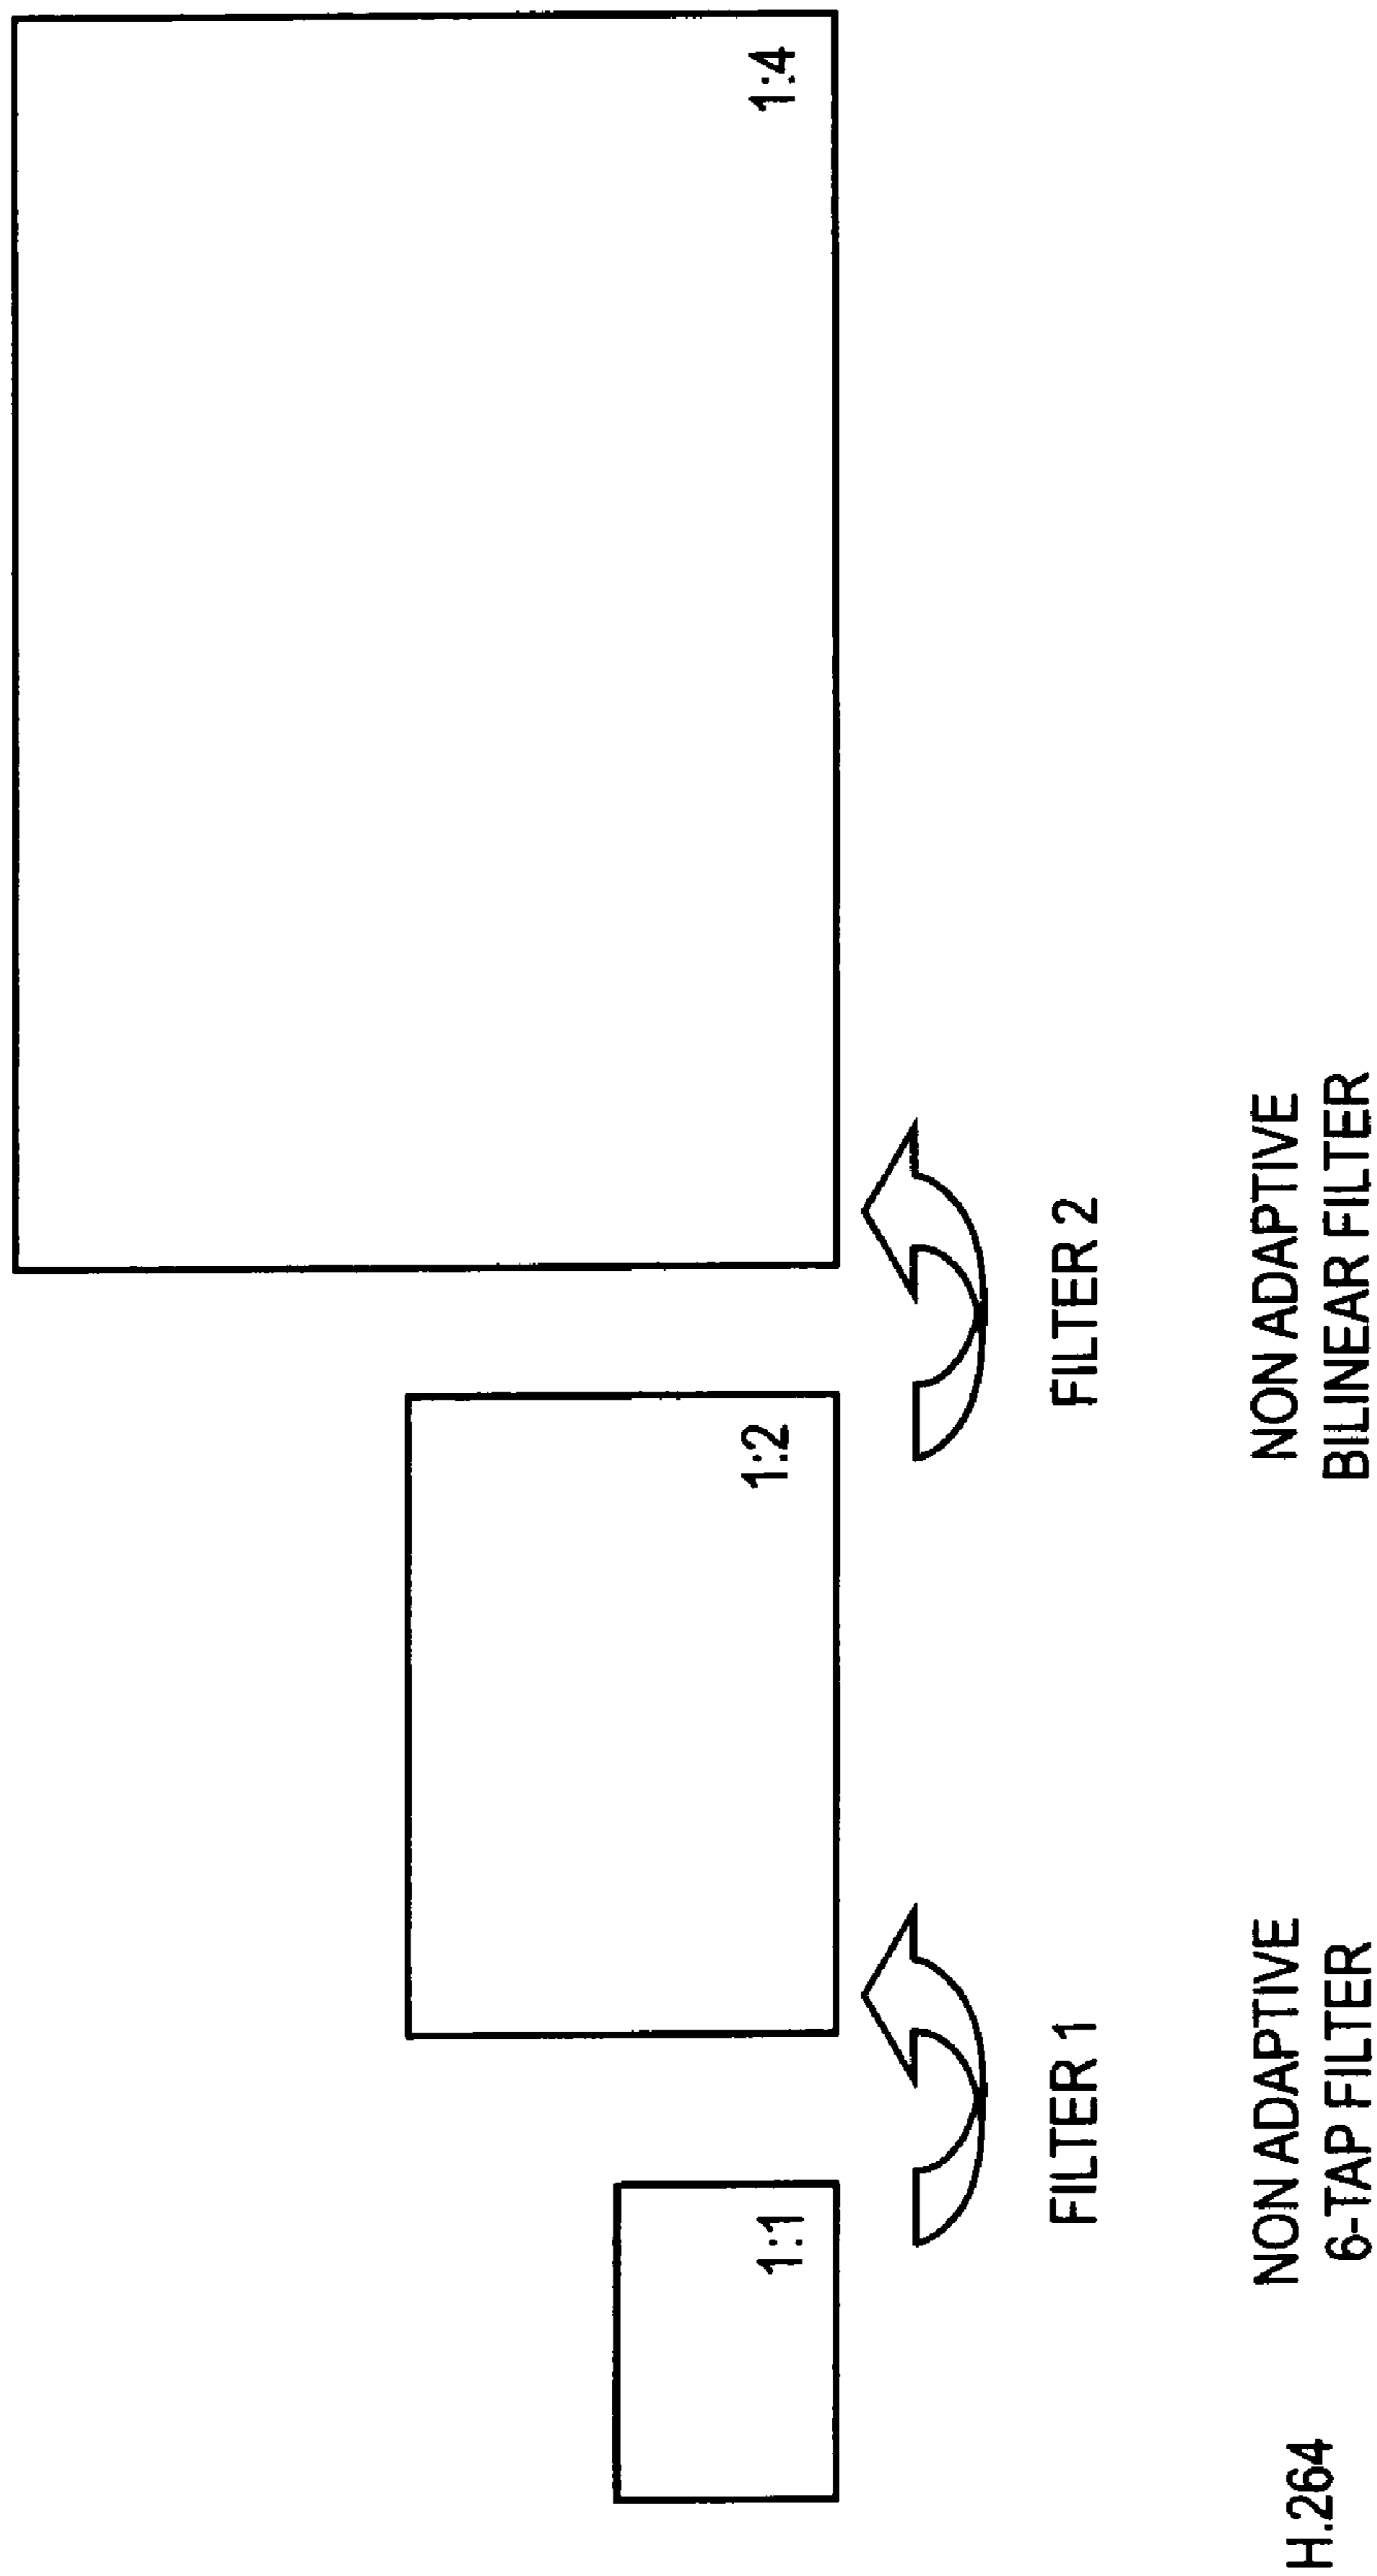 1:1
1:2
1:4
FILTER 1
FILTER 2
H.264
NON ADAPTIVE
6-TAP FILTER
NON ADAPTIVE
BILINEAR FILTER